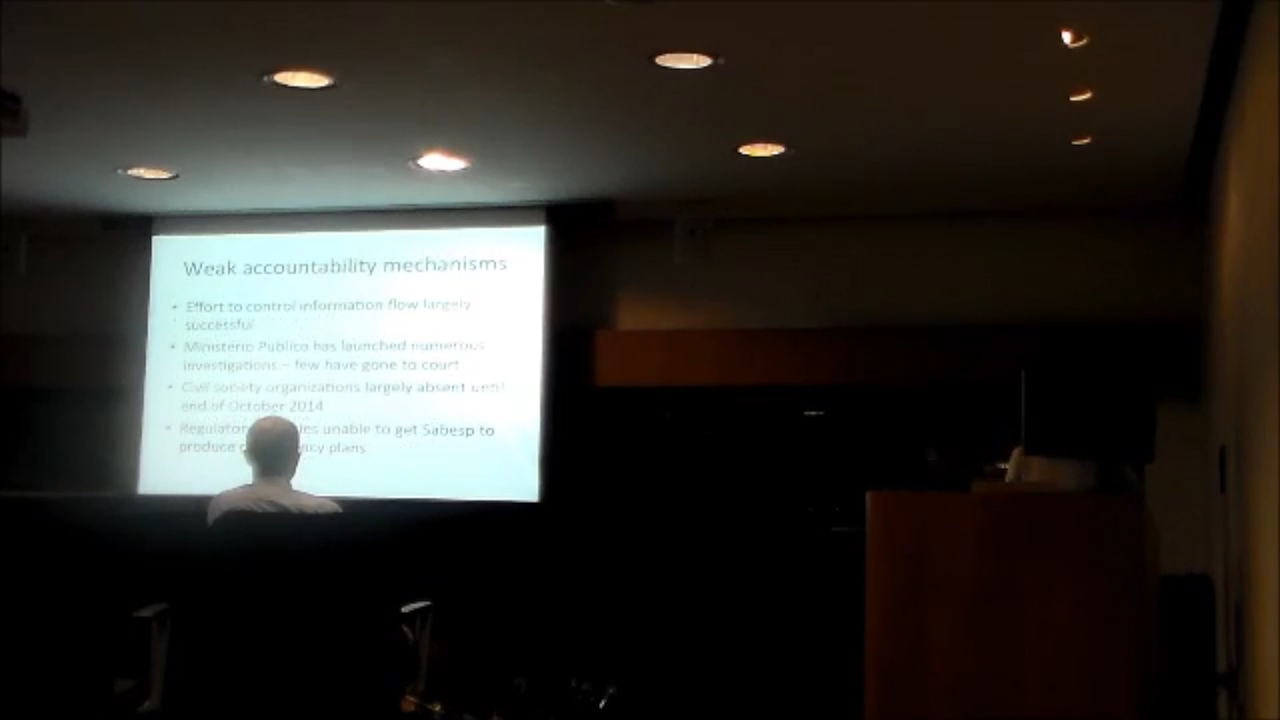 Weak accountability mechanisms
• Effort to control information flow largely
successful
• Ministerio Publico has launched numerous
investigations – few have gone to court
• Civil society organizations largely absent until
end of October 2014
• Regulatory unable to get Sabesp to
produce plans